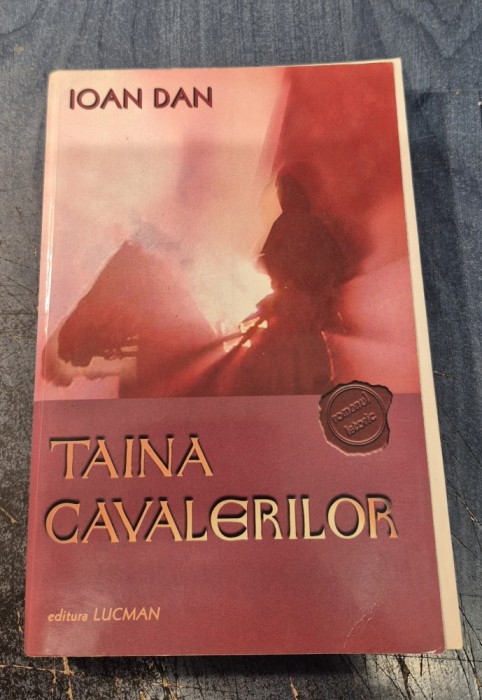 IOAN DAN
romanul
istoric
TAINA
CAVALERILOR
editura LUCMAN